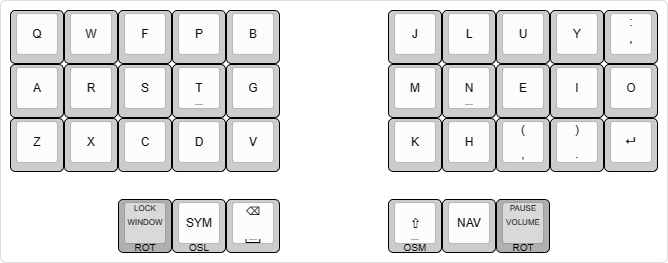 Q W F P B J L U Y :
'
A R S T G M N E I O
Z X C D V K H ( ) ↵
, .
LOCK ⌫ PAUSE
WINDOW SYM ⇧ NAV VOLUME
ROT OSL OSM ROT